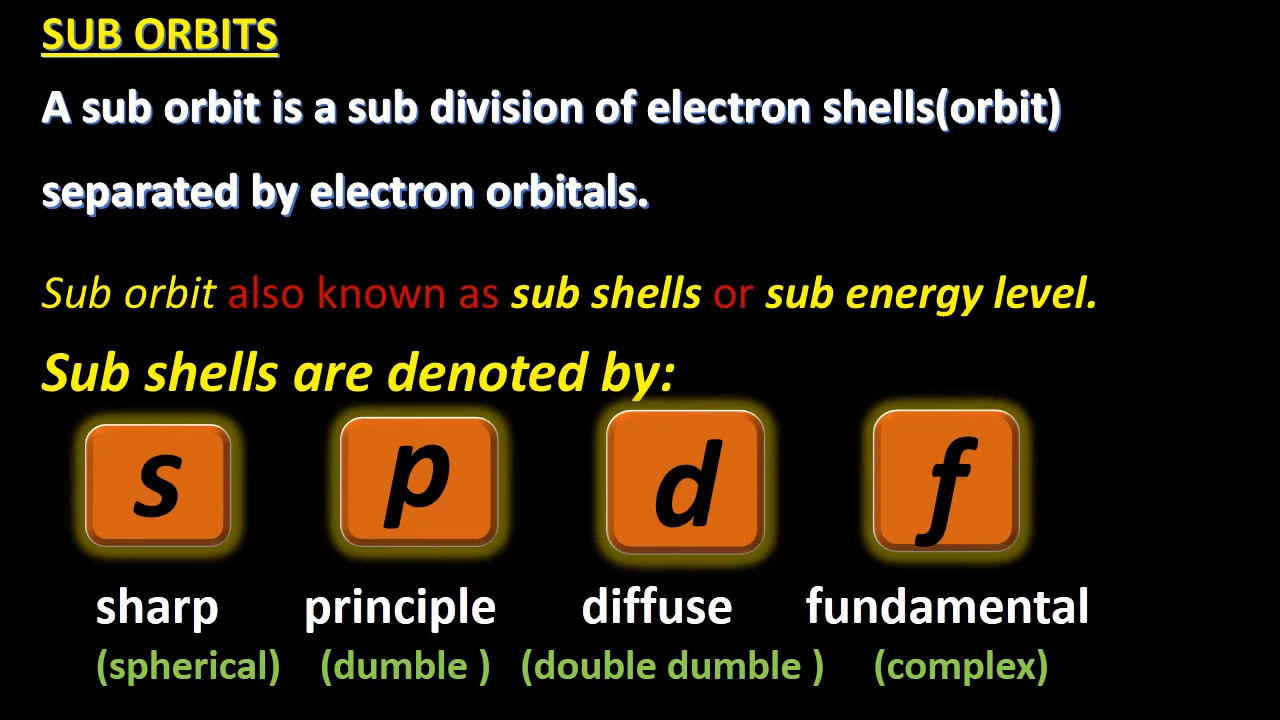 SUB ORBITS
A sub orbit is a sub division of electron shells(orbit)
separated by electron orbitals.
Sub orbit also known as sub shells or sub energy level.
Sub shells are denoted by:
s p d f
sharp principle diffuse fundamental
(spherical) (dumble ) (double dumble ) (complex)